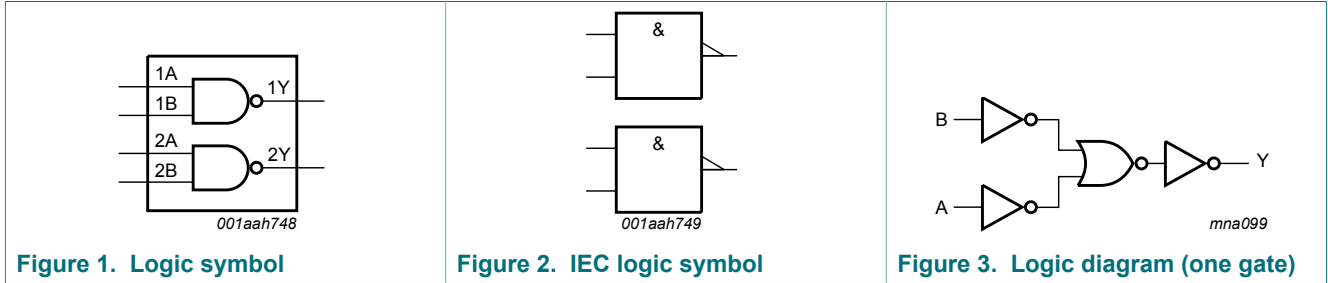 1A
1Y
1B
2A
2Y
2B
001aah748
Figure 1. Logic symbol
&
&
001aah749
Figure 2. IEC logic symbol
B
Y
A
mna099
Figure 3. Logic diagram (one gate)